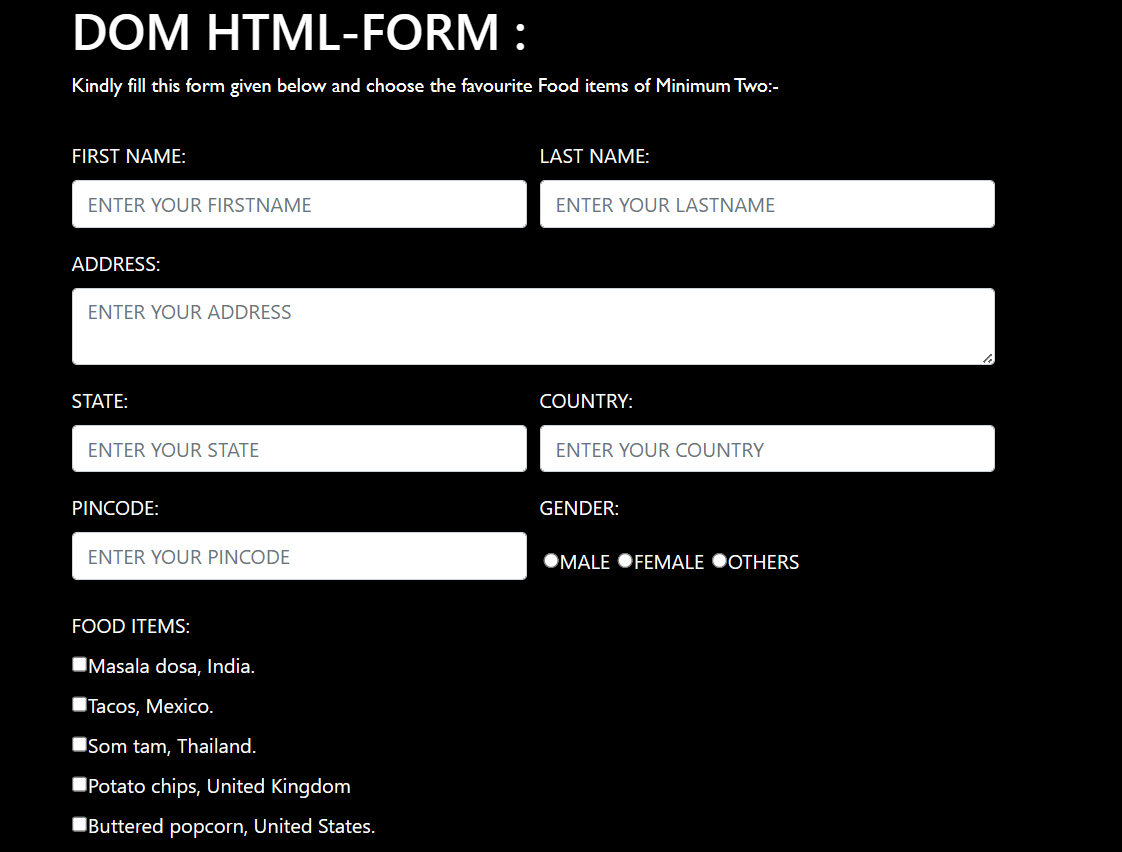 DOM HTML-FORM :
Kindly fill this form given below and choose the favourite Food items of Minimum Two:-
FIRST NAME: LAST NAME:
ENTER YOUR FIRSTNAME ENTER YOUR LASTNAME
ADDRESS:
ENTER YOUR ADDRESS
STATE: COUNTRY:
ENTER YOUR STATE ENTER YOUR COUNTRY
PINCODE: GENDER:
ENTER YOUR PINCODE MALE FEMALE OTHERS
FOOD ITEMS:
Masala dosa, India.
Tacos, Mexico.
Som tam, Thailand.
Potato chips, United Kingdom
Buttered popcorn, United States.